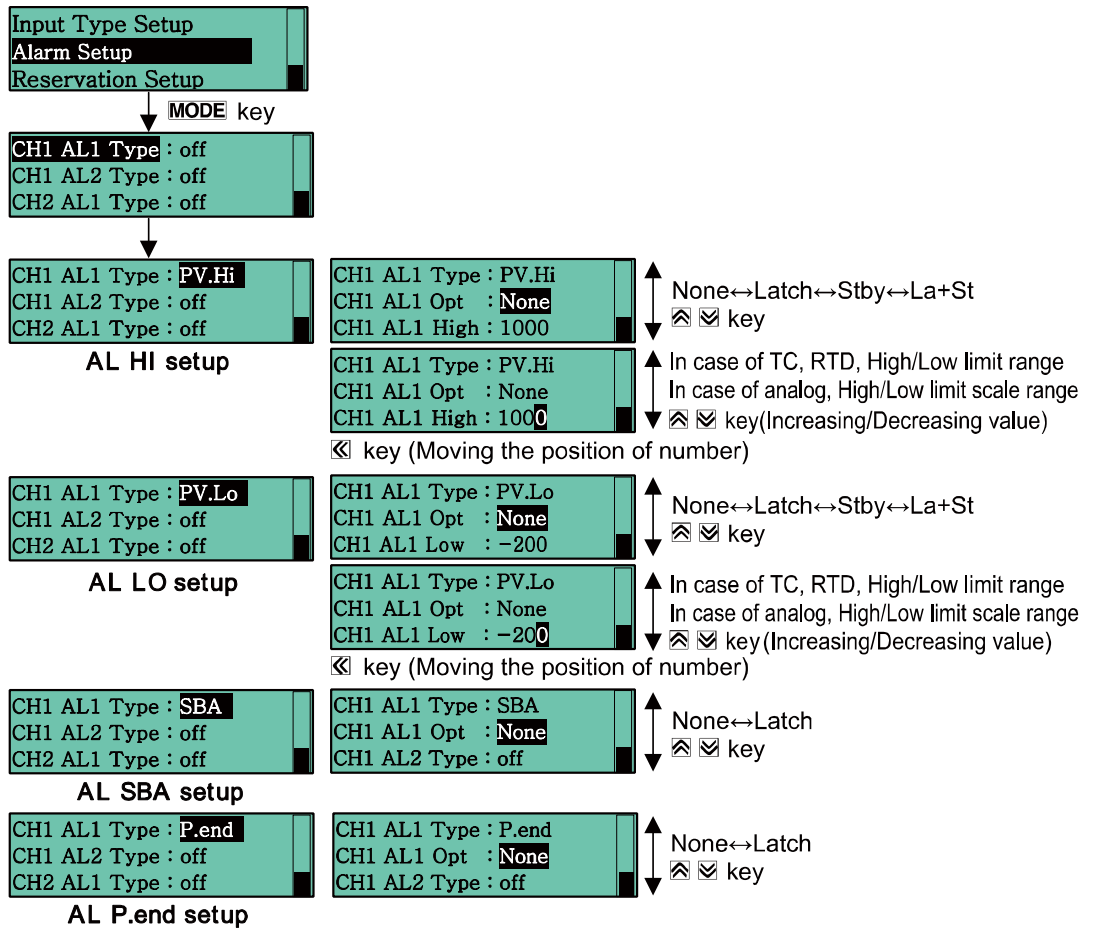 Input Type Setup
Alarm Setup
Reservation Setup
MODE key
CH1 AL1 Type : off
CH1 AL2 Type : off
CH2 AL1 Type : off
CH1 AL1 Type : PV.Hi
CH1 AL2 Type : off
CH2 AL1 Type : off
AL HI setup
CH1 AL1 Type : PV.Hi
CH1 AL1 Opt : None
CH1 AL1 High : 1000
None↔Latch↔Stby↔La+St
key
CH1 AL1 Type : PV.Hi
CH1 AL1 Opt : None
CH1 AL1 High : 1000
In case of TC, RTD, High/Low limit range
In case of analog, High/Low limit scale range
key(Increasing/Decreasing value)
key (Moving the position of number)
CH1 AL1 Type : PV.Lo
CH1 AL2 Type : off
CH2 AL1 Type : off
AL LO setup
CH1 AL1 Type : PV.Lo
CH1 AL1 Opt : None
CH1 AL1 Low : -200
None↔Latch↔Stby↔La+St
key
CH1 AL1 Type : PV.Lo
CH1 AL1 Opt : None
CH1 AL1 Low : -200
In case of TC, RTD, High/Low limit range
In case of analog, High/Low limit scale range
key(Increasing/Decreasing value)
key (Moving the position of number)
CH1 AL1 Type : SBA
CH1 AL2 Type : off
CH2 AL1 Type : off
AL SBA setup
CH1 AL1 Type : SBA
CH1 AL1 Opt : None
CH1 AL2 Type : off
None↔Latch
key
CH1 AL1 Type : P.end
CH1 AL2 Type : off
CH2 AL1 Type : off
AL P.end setup
CH1 AL1 Type : P.end
CH1 AL1 Opt : None
CH1 AL2 Type : off
None↔Latch
key